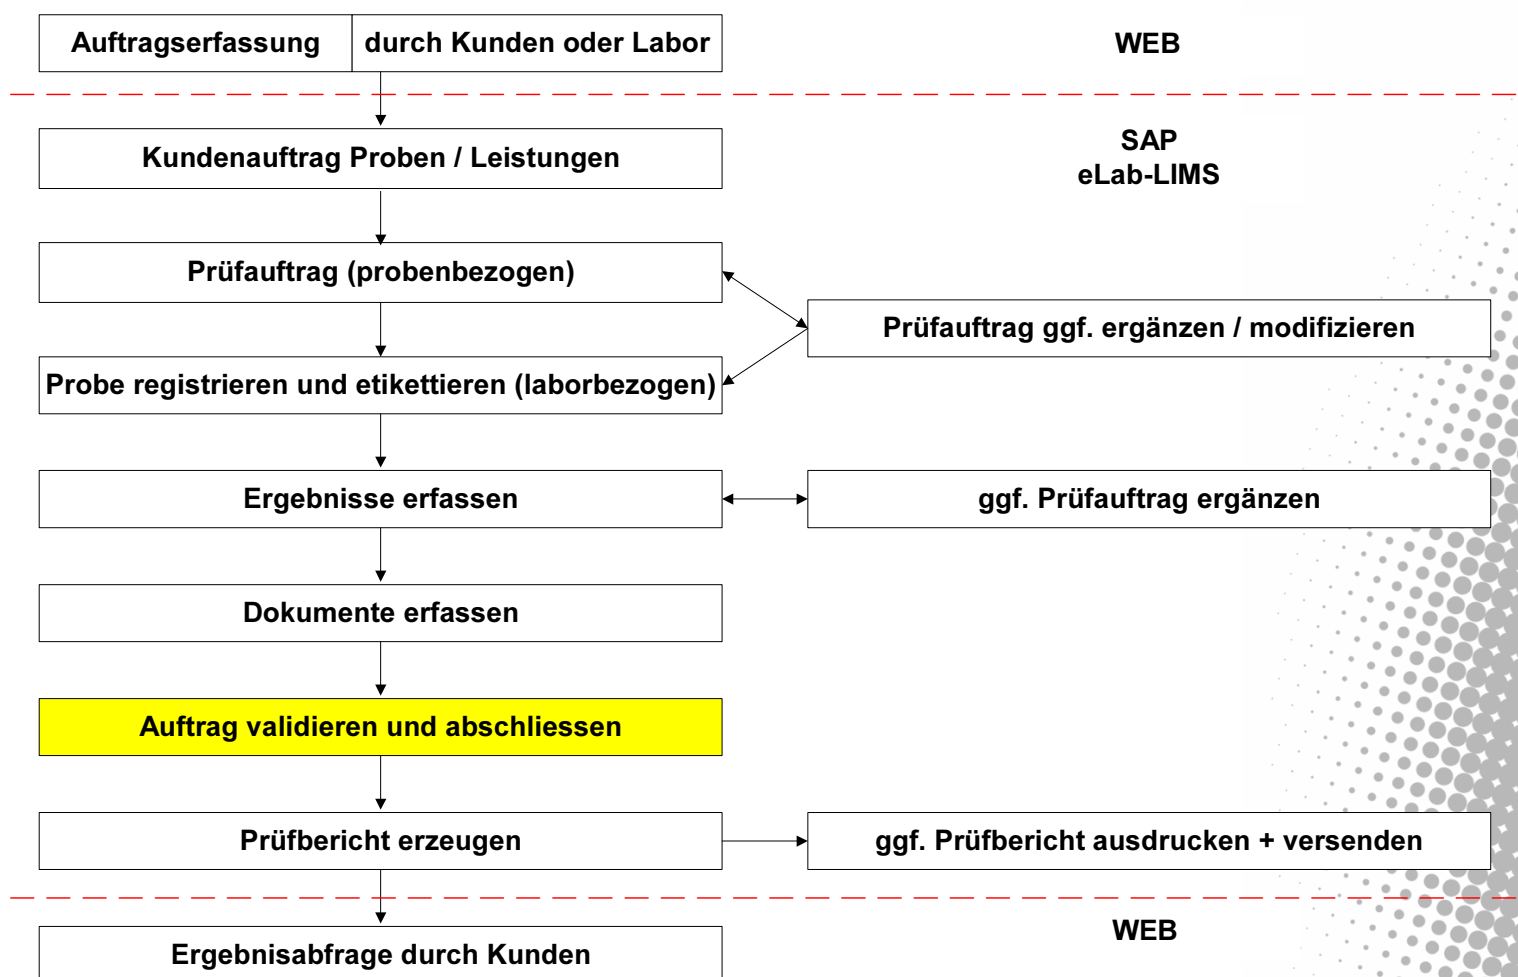 Auftragserfassung durch Kunden oder Labor
WEB
Kundenauftrag Proben / Leistungen
SAP
eLab-LIMS
Prüfauftrag (probenbezogen)
Prüfauftrag ggf. ergänzen / modifizieren
Probe registrieren und etikettieren (laborbezogen)
Ergebnisse erfassen
ggf. Prüfauftrag ergänzen
Dokumente erfassen
Auftrag validieren und abschliessen
Prüfbericht erzeugen
ggf. Prüfbericht ausdrucken + versenden
WEB
Ergebnisabfrage durch Kunden